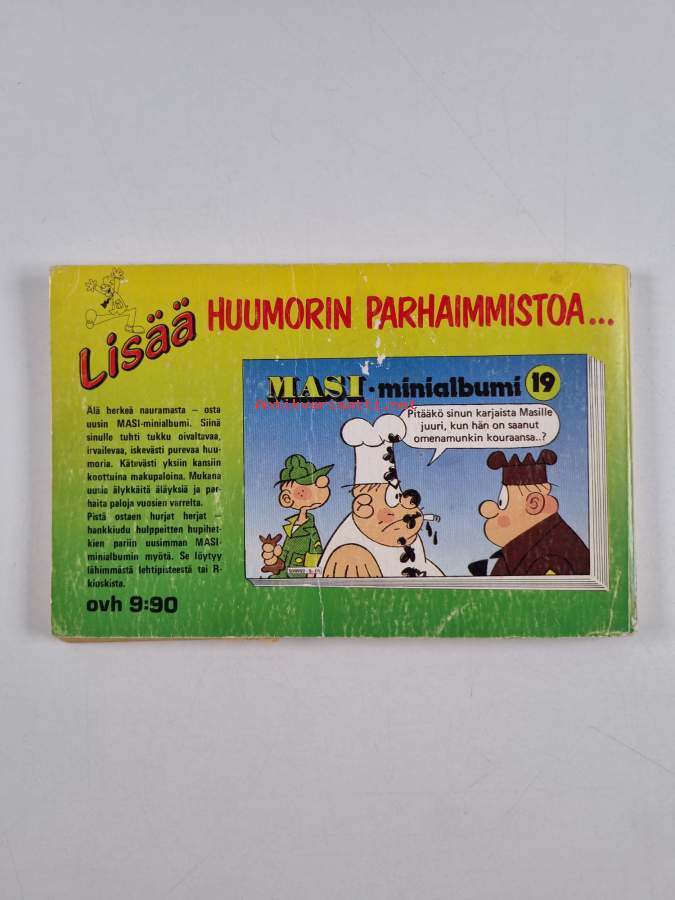 Lisää HUUMORIN PARHAIMMISTOA...
MASI-minialbumi 19
Antikvariaatti.net
Pitääkö sinun karjaista Masille
juuri, kun hän on saanut
omenamunkin kouraansa..?
Älä herkeä nauramasta – osta
uusin MASI-minialbumi. Siinä
sinulle tuhti tukku oivaltavaa,
irvailevaa, iskevästi purevaa huu-
moria. Kätevästi yksiin kansiin
koottuina makupaloina. Mukana
uusia älykkäitä äläyksiä ja par-
haita paloja vuosien varrelta.
Pistä ostaen hurjat herjat –
hankkiudu hulppeitten hupihet-
kien pariin uusimman MASI-
minialbumin myötä. Se löytyy
lähimmästä lehtipisteestä tai R-
kioskista.
ovh 9:90